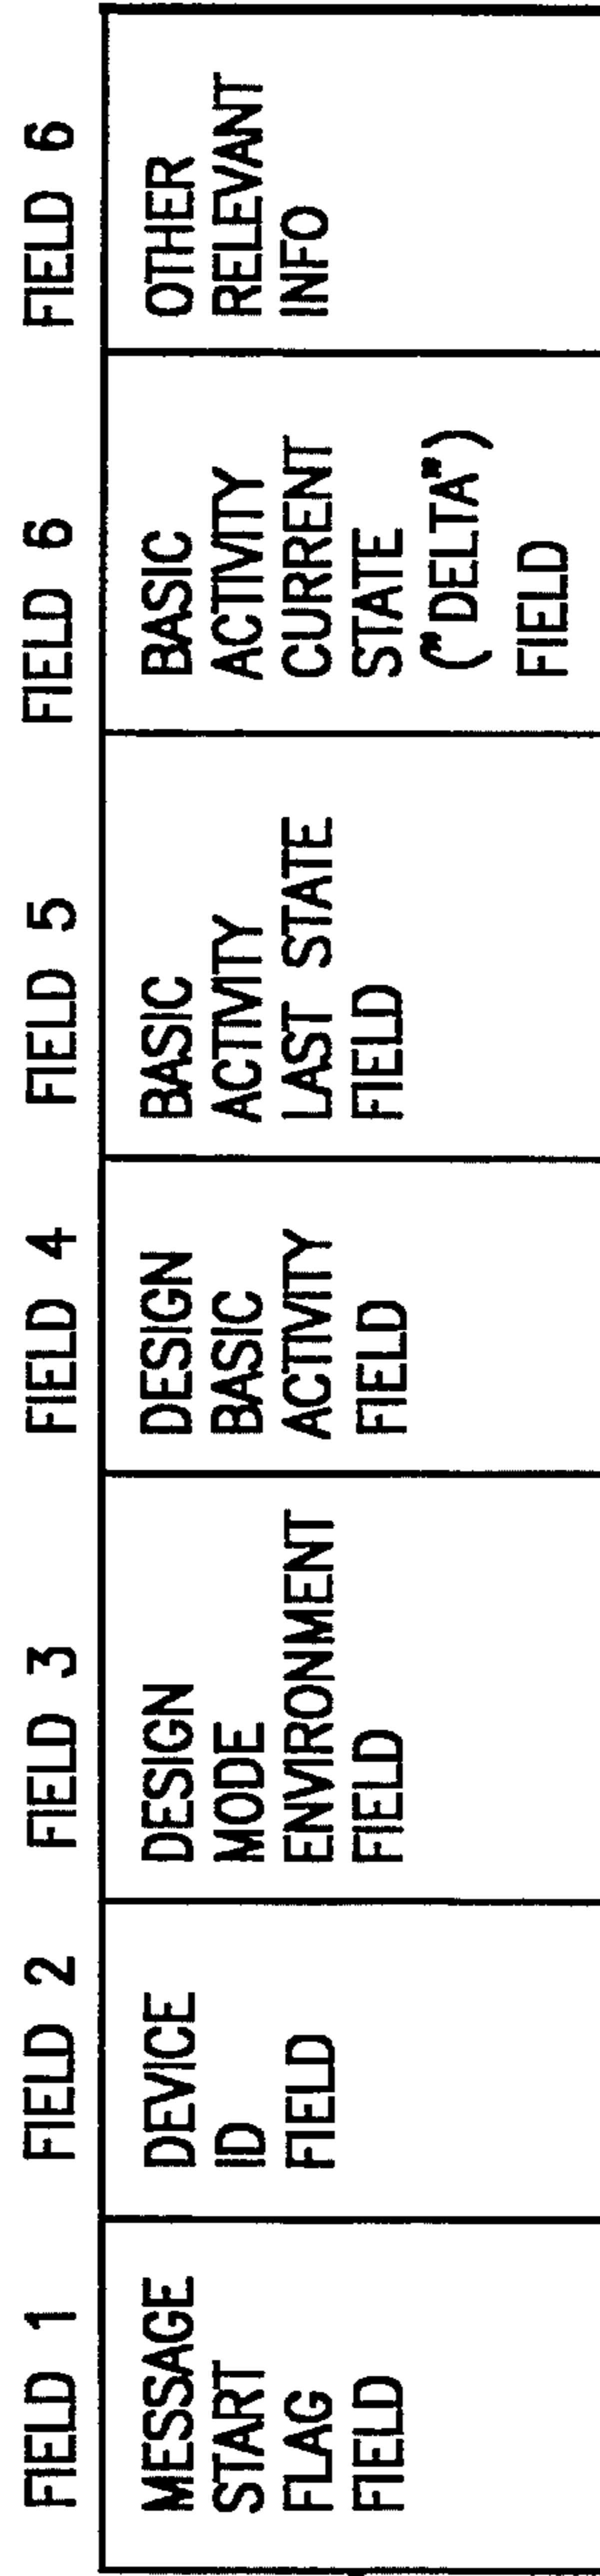 FIELD 1
MESSAGE
START
FLAG
FIELD
FIELD 2
DEVICE
ID
FIELD
FIELD 3
DESIGN
MODE
ENVIRONMENT
FIELD
FIELD 4
DESIGN
BASIC
ACTIVITY
FIELD
FIELD 5
BASIC
ACTIVITY
LAST STATE
FIELD
FIELD 6
BASIC
ACTIVITY
CURRENT
STATE
("DELTA")
FIELD
FIELD 6
OTHER
RELEVANT
INFO